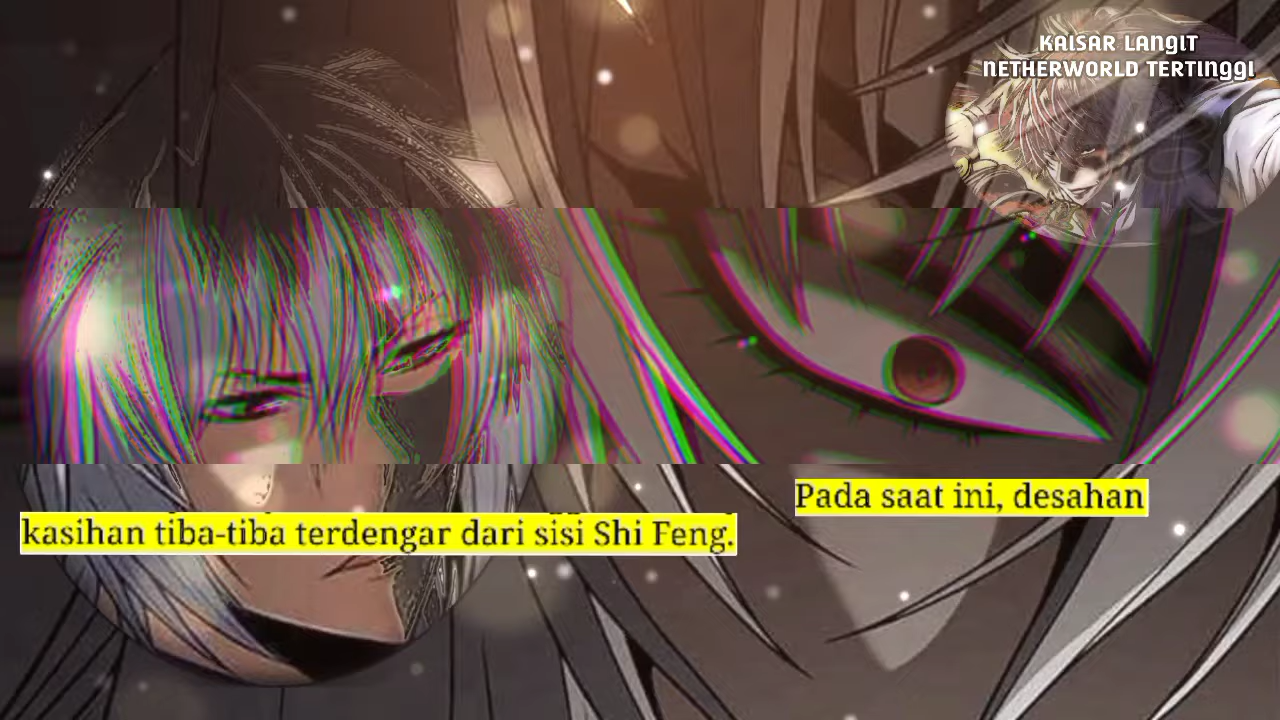 KAISAR LANGIT
NETHERWORLD TERTINGGI
Pada saat ini, desahan
kasihan tiba-tiba terdengar dari sisi Shi Feng.